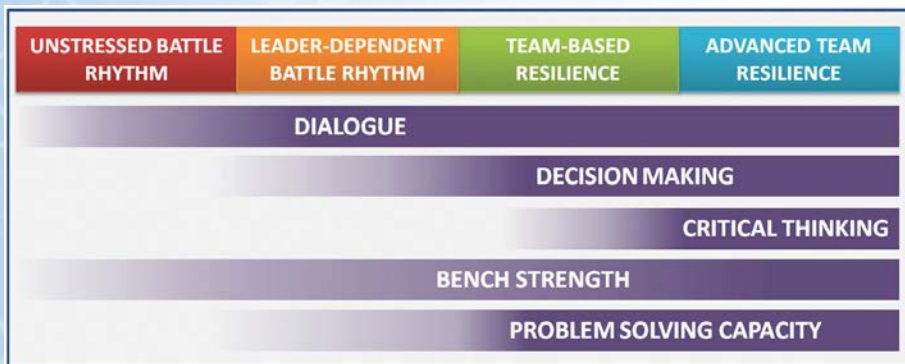 UNSTRESSED BATTLE
RHYTHM
LEADER-DEPENDENT
BATTLE RHYTHM
TEAM-BASED
RESILIENCE
ADVANCED TEAM
RESILIENCE
DIALOGUE
DECISION MAKING
CRITICAL THINKING
BENCH STRENGTH
PROBLEM SOLVING CAPACITY